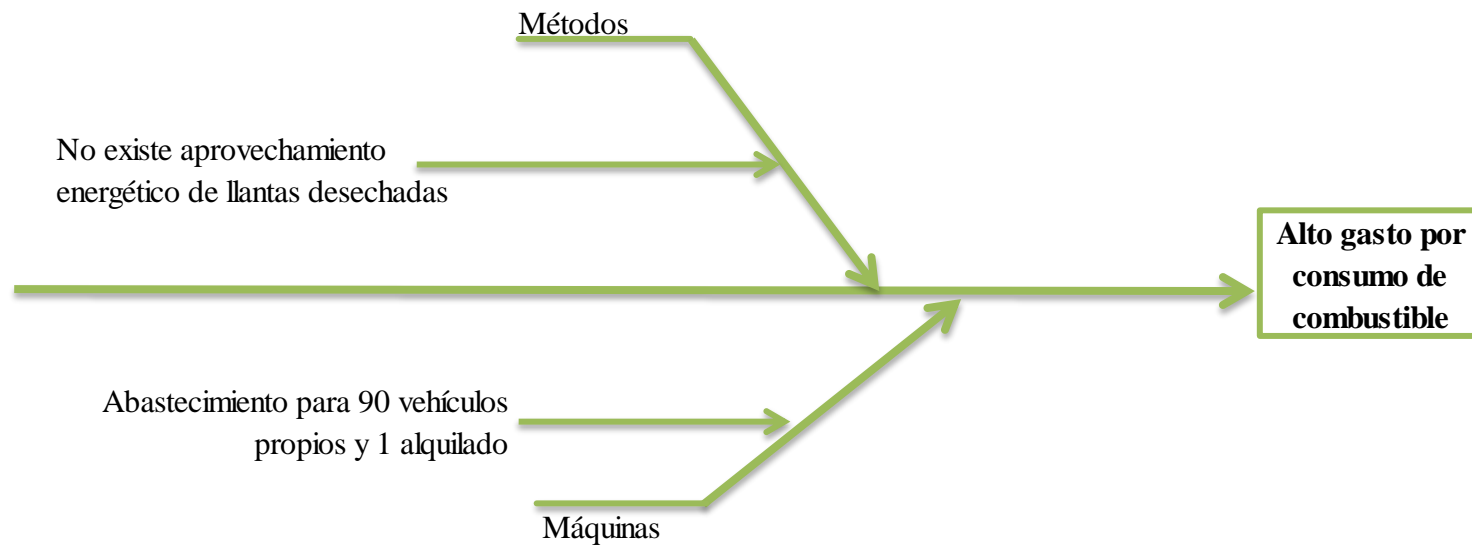 Métodos
No existe aprovechamiento
energético de llantas desechadas
Alto gasto por
consumo de
combustible
Abastecimiento para 90 vehículos
propios y 1 alquilado
Máquinas